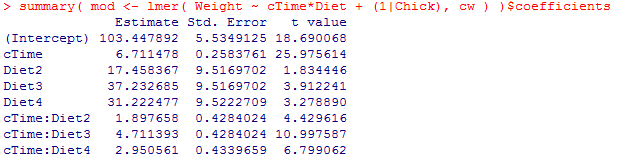 > summary( mod <- lmer( Weight ~ cTime*Diet + (1|Chick), cw ) )$coefficients
Estimate Std. Error t value
(Intercept) 103.447892 5.5349125 18.690068
cTime 6.711478 0.2583761 25.975614
Diet2 17.458367 9.5169702 1.834446
Diet3 37.232685 9.5169702 3.912241
Diet4 31.222477 9.5222709 3.278890
cTime:Diet2 1.897658 0.4284024 4.429616
cTime:Diet3 4.711393 0.4284024 10.997587
cTime:Diet4 2.950561 0.4339659 6.799062